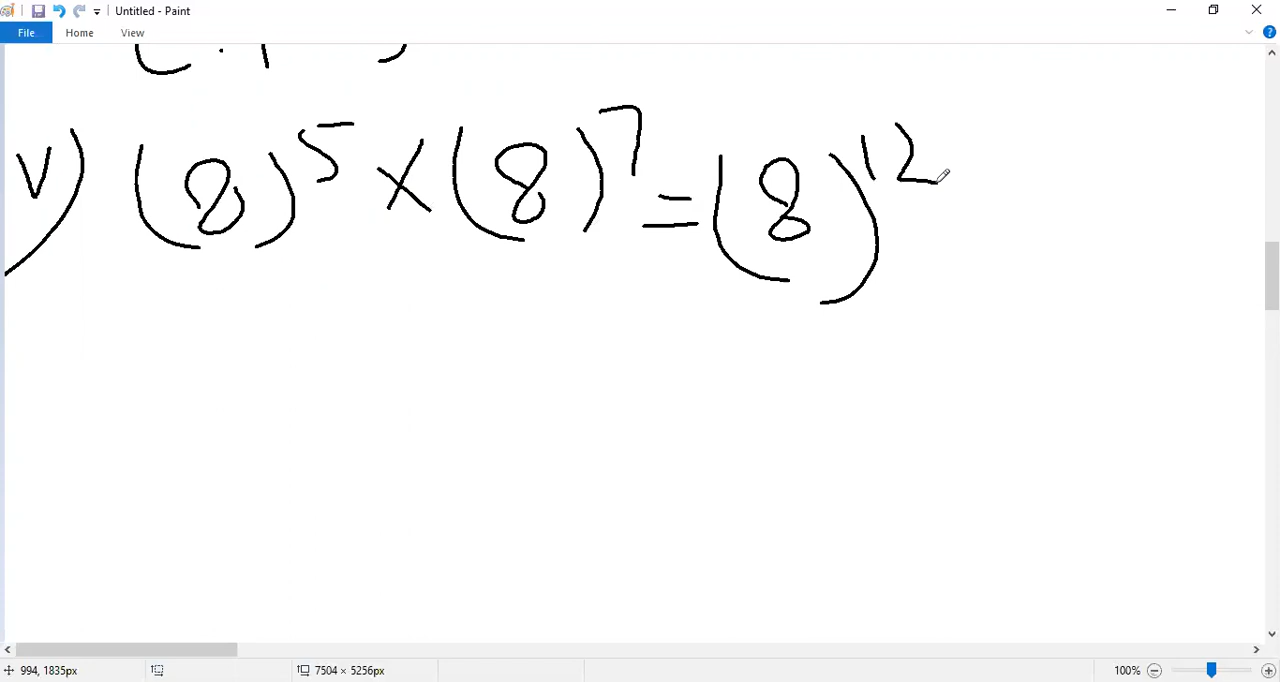 Untitled - Paint
File Home View
v) (8)⁵ × (8)⁷ = (8)¹²
994, 1835px 7504 × 5256px 100%